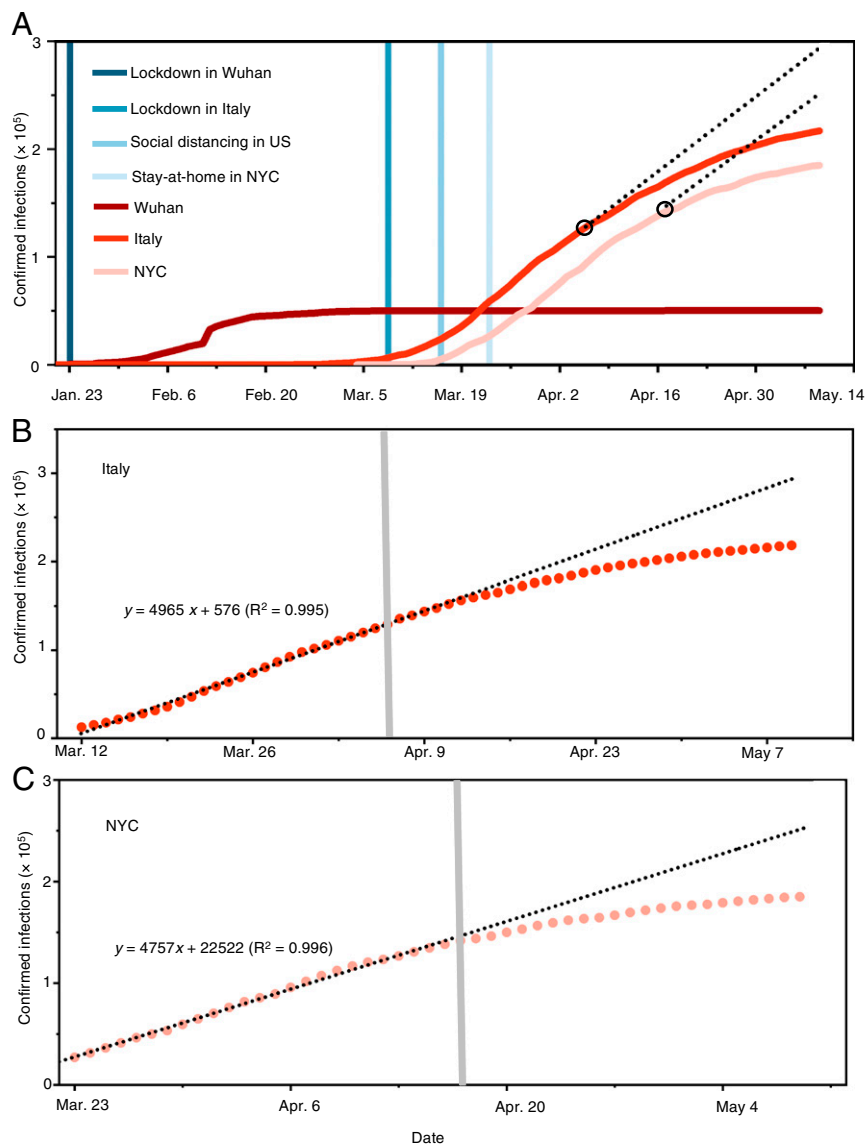 A
Confirmed infections (× 10⁵)
3
2
1
0
Lockdown in Wuhan
Lockdown in Italy
Social distancing in US
Stay-at-home in NYC
Wuhan
Italy
NYC
Jan. 23 Feb. 6 Feb. 20 Mar. 5 Mar. 19 Apr. 2 Apr. 16 Apr. 30 May. 14
B
Italy
Confirmed infections (× 10⁵)
3
2
1
0
y = 4965 x + 576 (R² = 0.995)
Mar. 12 Mar. 26 Apr. 9 Apr. 23 May 7
C
NYC
Confirmed infections (× 10⁵)
3
2
1
0
y = 4757x + 22522 (R² = 0.996)
Mar. 23 Apr. 6 Apr. 20 May 4
Date